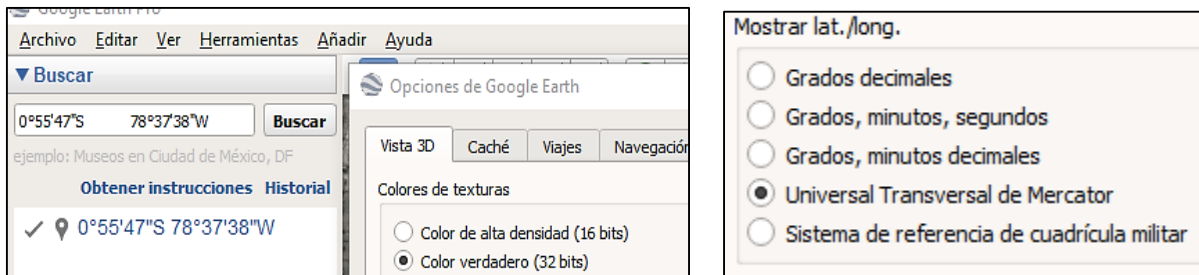 Google Earth Pro
Archivo Editar Ver Herramientas Añadir Ayuda
Buscar
0°55'47"S 78°37'38"W Buscar
ejemplo: Museos en Ciudad de México, DF
Obtener instrucciones Historial
0°55'47"S 78°37'38"W
Opciones de Google Earth
Vista 3D Caché Viajes Navegación
Colores de texturas
Color de alta densidad (16 bits)
Color verdadero (32 bits)
Mostrar lat./long.
Grados decimales
Grados, minutos, segundos
Grados, minutos decimales
Universal Transversal de Mercator
Sistema de referencia de cuadrícula militar